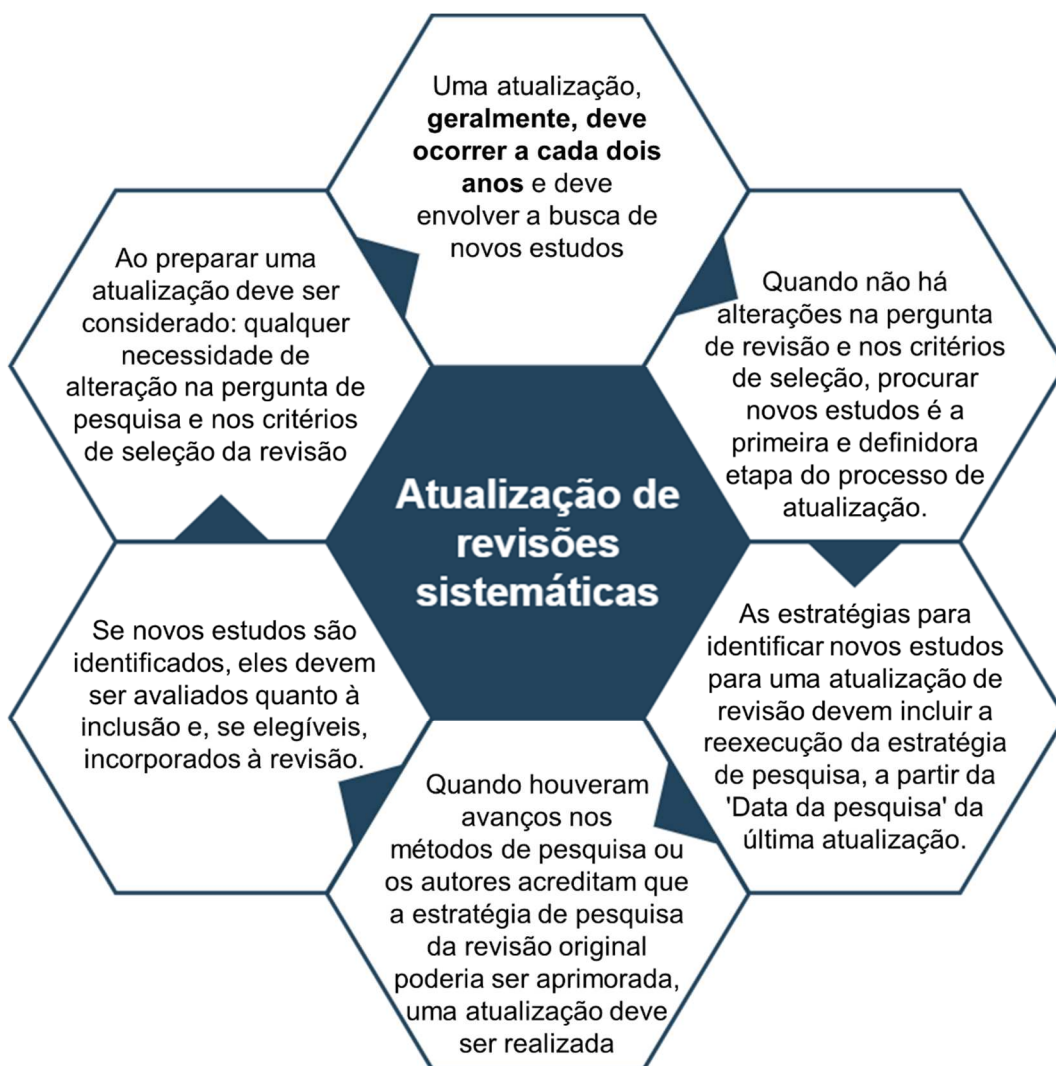 Uma atualização,
geralmente, deve
ocorrer a cada dois
anos e deve
envolver a busca de
novos estudos
Quando não há
alterações na pergunta
de revisão e nos critérios
de seleção, procurar
novos estudos é a
primeira e definidora
etapa do processo de
atualização.
As estratégias para
identificar novos estudos
para uma atualização de
revisão devem incluir a
reexecução da estratégia
de pesquisa, a partir da
'Data da pesquisa' da
última atualização.
Quando houveram
avanços nos
métodos de pesquisa ou
os autores acreditam que
a estratégia de pesquisa
da revisão original
poderia ser aprimorada,
uma atualização deve
ser realizada
Se novos estudos são
identificados, eles devem
ser avaliados quanto à
inclusão e, se elegíveis,
incorporados à revisão.
Ao preparar uma
atualização deve ser
considerado: qualquer
necessidade de
alteração na pergunta de
pesquisa e nos critérios
de seleção da revisão
Atualização de
revisões
sistemáticas